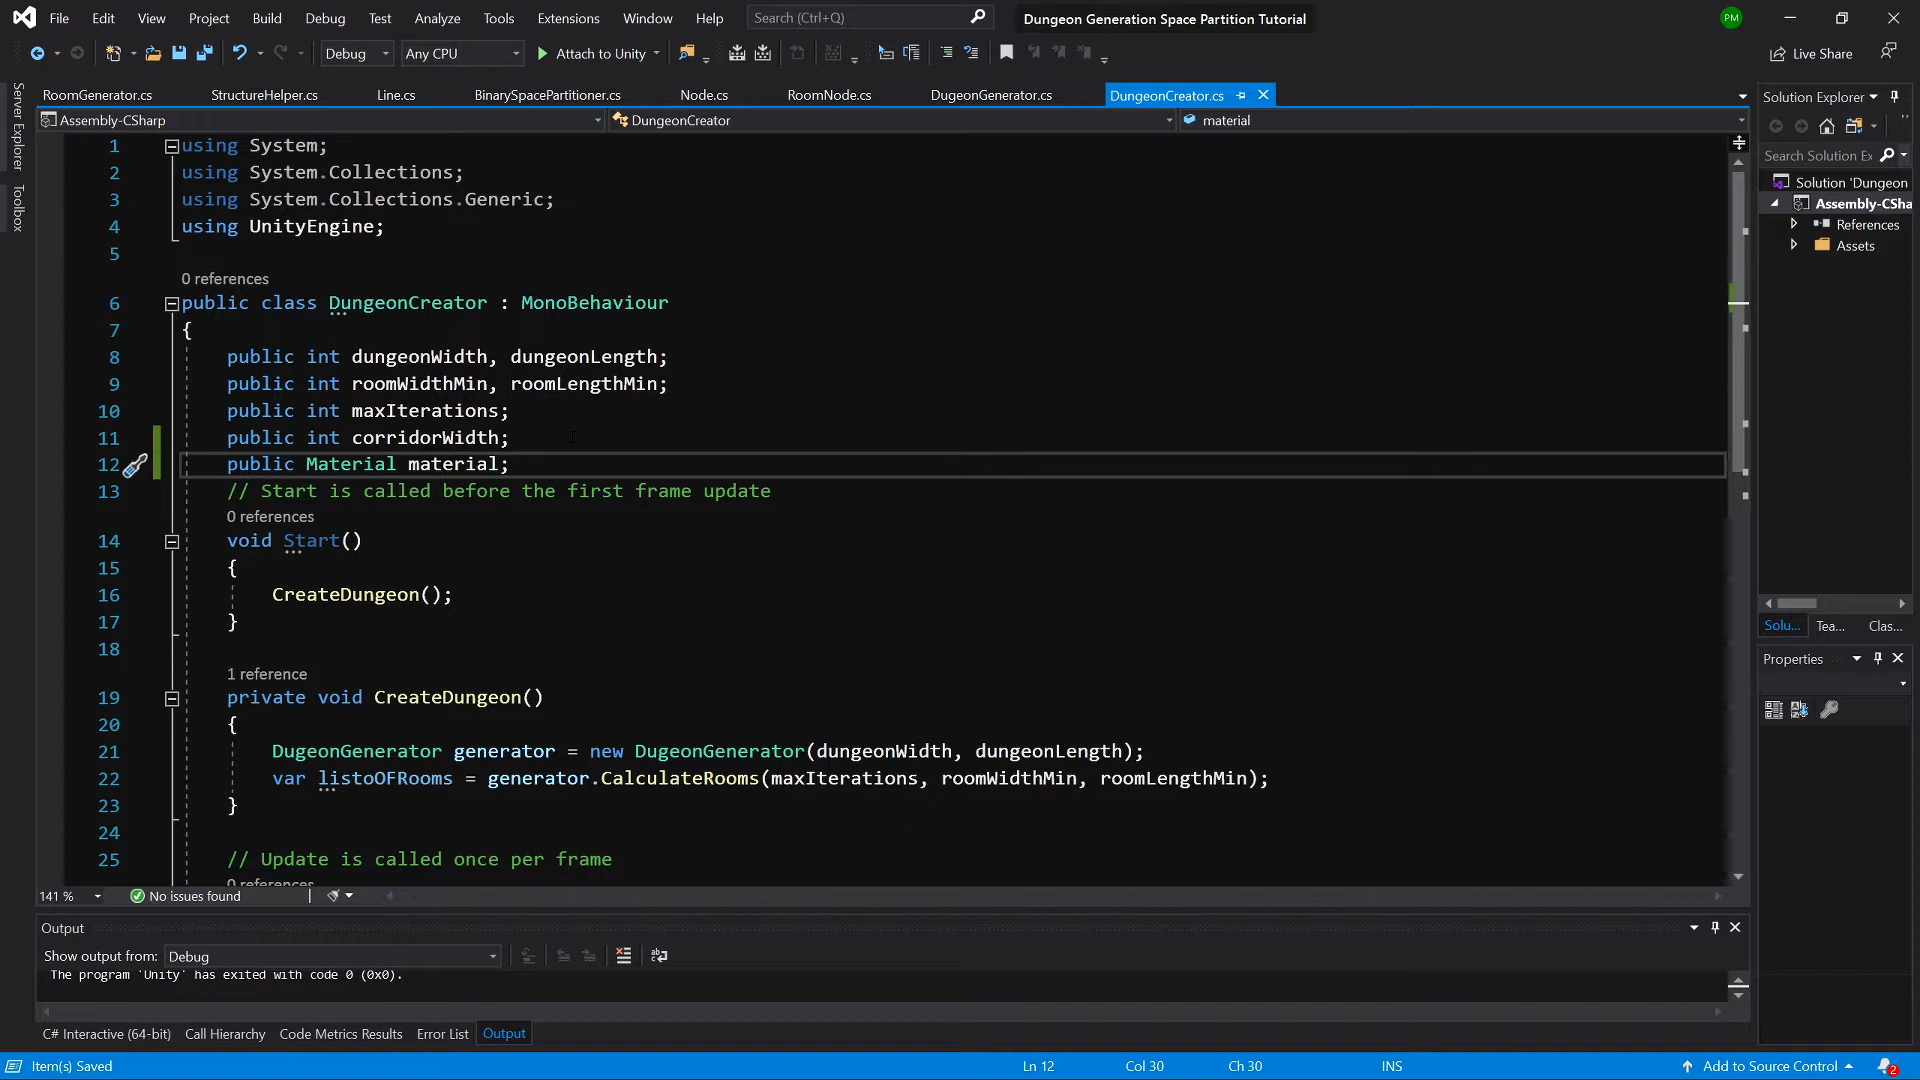 File Edit View Project Build Debug Test Analyze Tools Extensions Window Help Search (Ctrl+Q) Dungeon Generation Space Partition Tutorial PM
Debug Any CPU Attach to Unity Live Share
Server Explorer
Toolbox
RoomGenerator.cs StructureHelper.cs Line.cs BinarySpacePartitioner.cs Node.cs RoomNode.cs DugeonGenerator.cs DungeonCreator.cs
Assembly-CSharp DungeonCreator material
1 using System;
2 using System.Collections;
3 using System.Collections.Generic;
4 using UnityEngine;
5
0 references
6 public class DungeonCreator : MonoBehaviour
7 {
8 public int dungeonWidth, dungeonLength;
9 public int roomWidthMin, roomLengthMin;
10 public int maxIterations;
11 public int corridorWidth;
12 public Material material;
13 // Start is called before the first frame update
0 references
14 void Start()
15 {
16 CreateDungeon();
17 }
18
1 reference
19 private void CreateDungeon()
20 {
21 DugeonGenerator generator = new DugeonGenerator(dungeonWidth, dungeonLength);
22 var listoOFRooms = generator.CalculateRooms(maxIterations, roomWidthMin, roomLengthMin);
23 }
24
25 // Update is called once per frame
0 references
141 % No issues found
Output
Show output from: Debug
The program 'Unity' has exited with code 0 (0x0).
C# Interactive (64-bit) Call Hierarchy Code Metrics Results Error List Output
Item(s) Saved Ln 12 Col 30 Ch 30 INS Add to Source Control 2
Solution Explorer
Search Solution Ex
Solution 'Dungeon
Assembly-CSha
References
Assets
Solu... Tea... Clas...
Properties